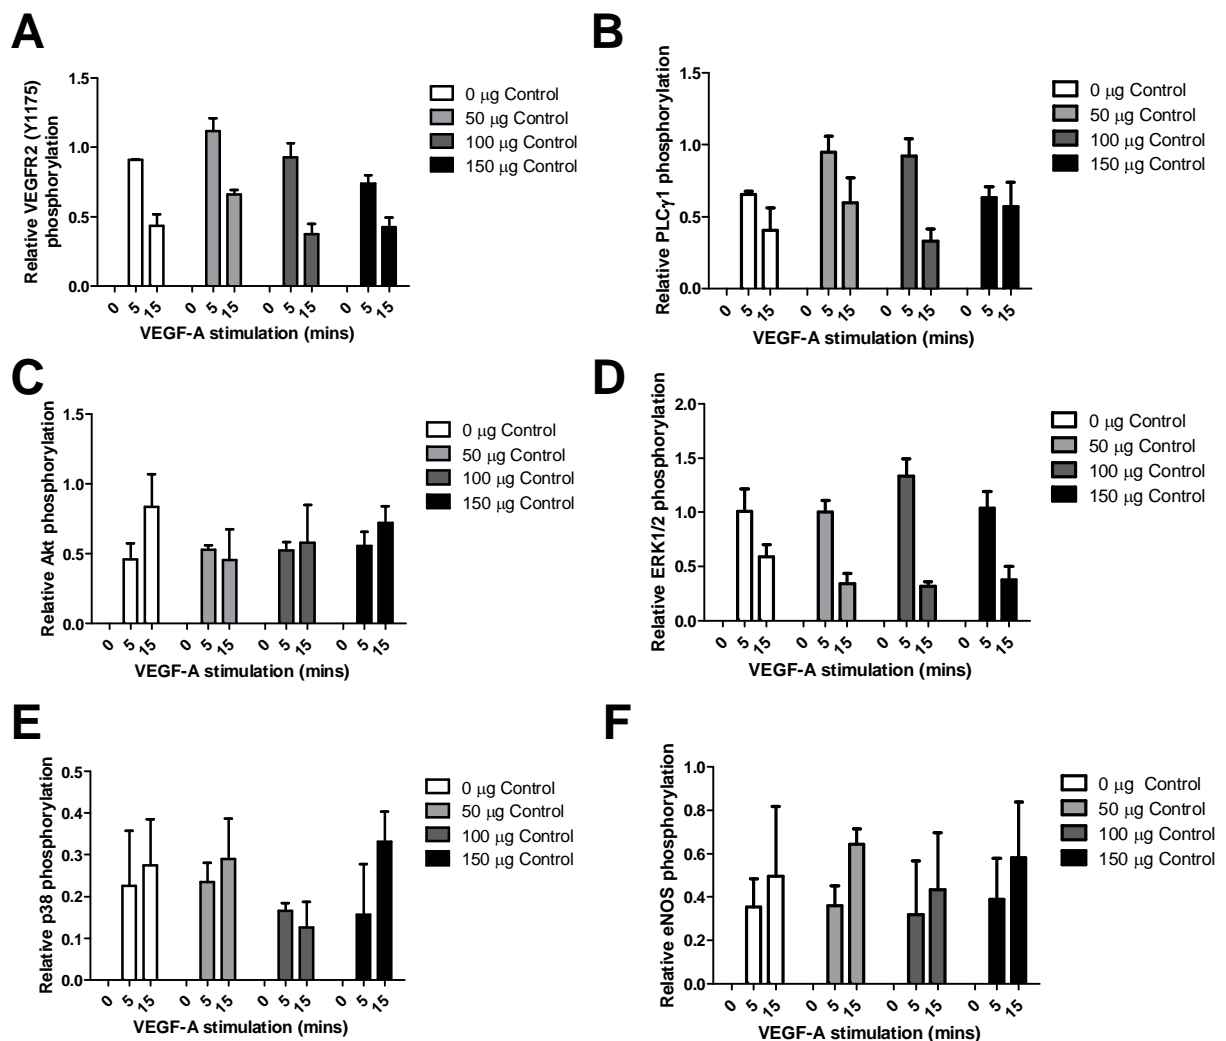 A
Relative VEGFR2 (Y1175)
phosphorylation
1.5
1.0
0.5
0.0
0 5 15 0 5 15 0 5 15 0 5 15
VEGF-A stimulation (mins)
0 μg Control
50 μg Control
100 μg Control
150 μg Control
B
Relative PLCγ1 phosphorylation
1.5
1.0
0.5
0.0
0 5 15 0 5 15 0 5 15 0 5 15
VEGF-A stimulation (mins)
0 μg Control
50 μg Control
100 μg Control
150 μg Control
C
Relative Akt phosphorylation
1.5
1.0
0.5
0.0
0 5 15 0 5 15 0 5 15 0 5 15
VEGF-A stimulation (mins)
0 μg Control
50 μg Control
100 μg Control
150 μg Control
D
Relative ERK1/2 phosphorylation
2.0
1.5
1.0
0.5
0.0
0 5 15 0 5 15 0 5 15 0 5 15
VEGF-A stimulation (mins)
0 μg Control
50 μg Control
100 μg Control
150 μg Control
E
Relative p38 phosphorylation
0.5
0.4
0.3
0.2
0.1
0.0
0 5 15 0 5 15 0 5 15 0 5 15
VEGF-A stimulation (mins)
0 μg Control
50 μg Control
100 μg Control
150 μg Control
F
Relative eNOS phosphorylation
1.0
0.8
0.6
0.4
0.2
0.0
0 5 15 0 5 15 0 5 15 0 5 15
VEGF-A stimulation (mins)
0 μg Control
50 μg Control
100 μg Control
150 μg Control